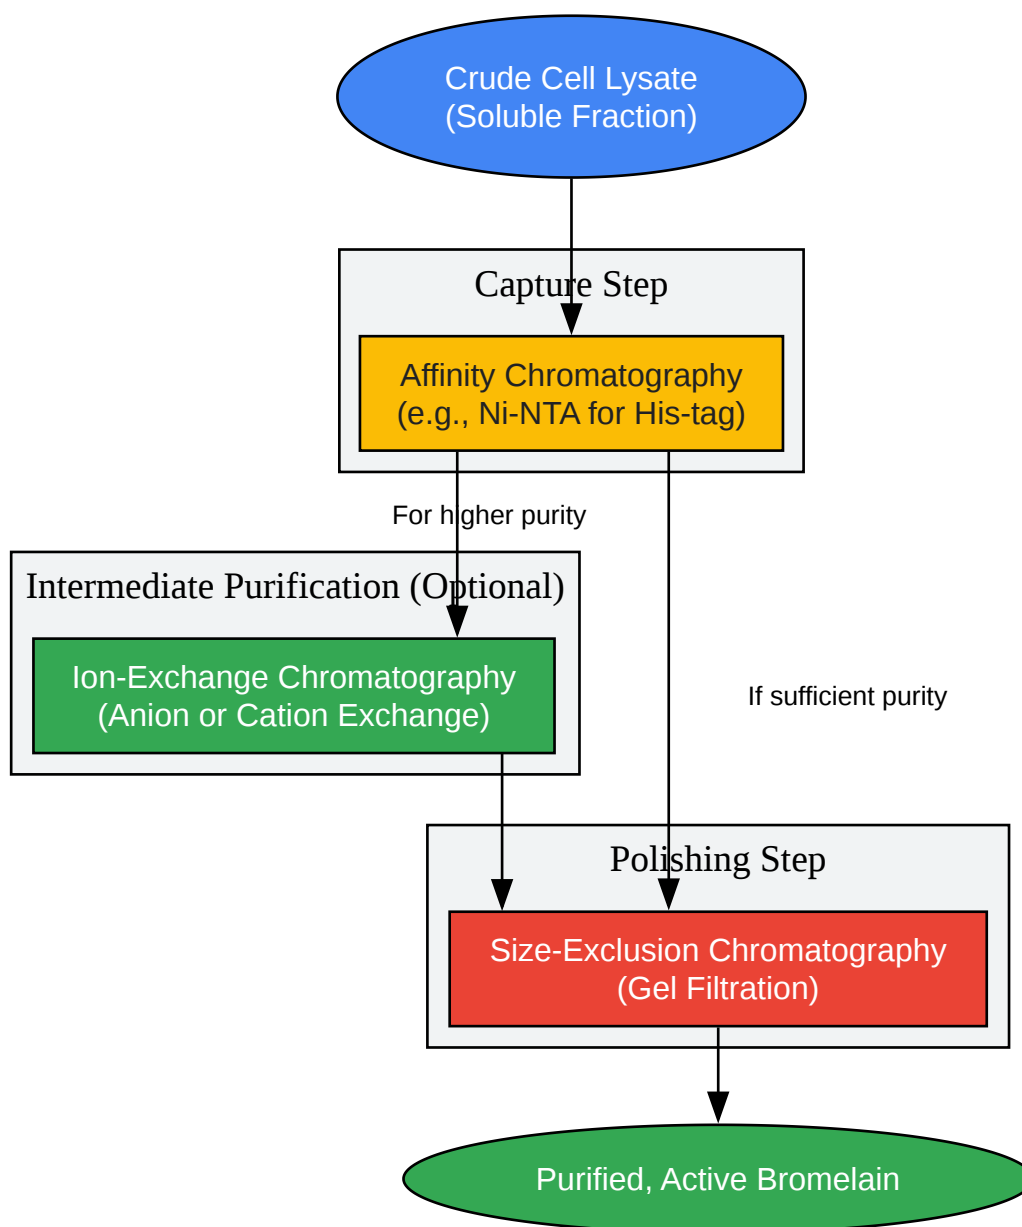 Crude Cell Lysate
(Soluble Fraction)
Capture Step
Affinity Chromatography
(e.g., Ni-NTA for His-tag)
For higher purity
Intermediate Purification (Optional)
Ion-Exchange Chromatography
(Anion or Cation Exchange)
If sufficient purity
Polishing Step
Size-Exclusion Chromatography
(Gel Filtration)
Purified, Active Bromelain